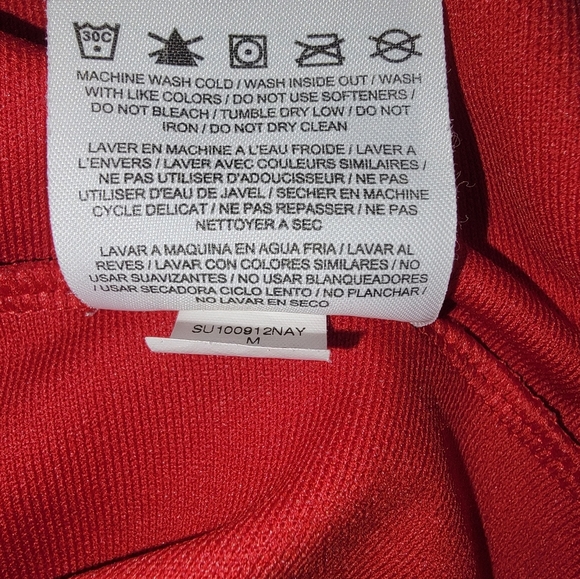 30C
MACHINE WASH COLD / WASH INSIDE OUT / WASH
WITH LIKE COLORS / DO NOT USE SOFTENERS /
DO NOT BLEACH / TUMBLE DRY LOW / DO NOT
IRON / DO NOT DRY CLEAN
LAVER EN MACHINE A L'EAU FROIDE / LAVER A
L'ENVERS / LAVER AVEC COULEURS SIMILAIRES /
NE PAS UTILISER D'ADOUCISSEUR / NE PAS
UTILISER D'EAU DE JAVEL / SECHER EN MACHINE
CYCLE DELICAT / NE PAS REPASSER / NE PAS
NETTOYER A SEC
LAVAR A MAQUINA EN AGUA FRIA / LAVAR AL
REVES / LAVAR CON COLORES SIMILARES / NO
USAR SUAVIZANTES / NO USAR BLANQUEADORES
/ USAR SECADORA CICLO LENTO / NO PLANCHAR /
NO LAVAR EN SECO
SU100912NAY
M